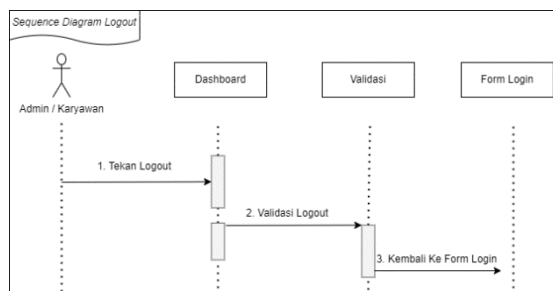 Sequence Diagram Logout
Admin / Karyawan
Dashboard
Validasi
Form Login
1. Tekan Logout
2. Validasi Logout
3. Kembali Ke Form Login